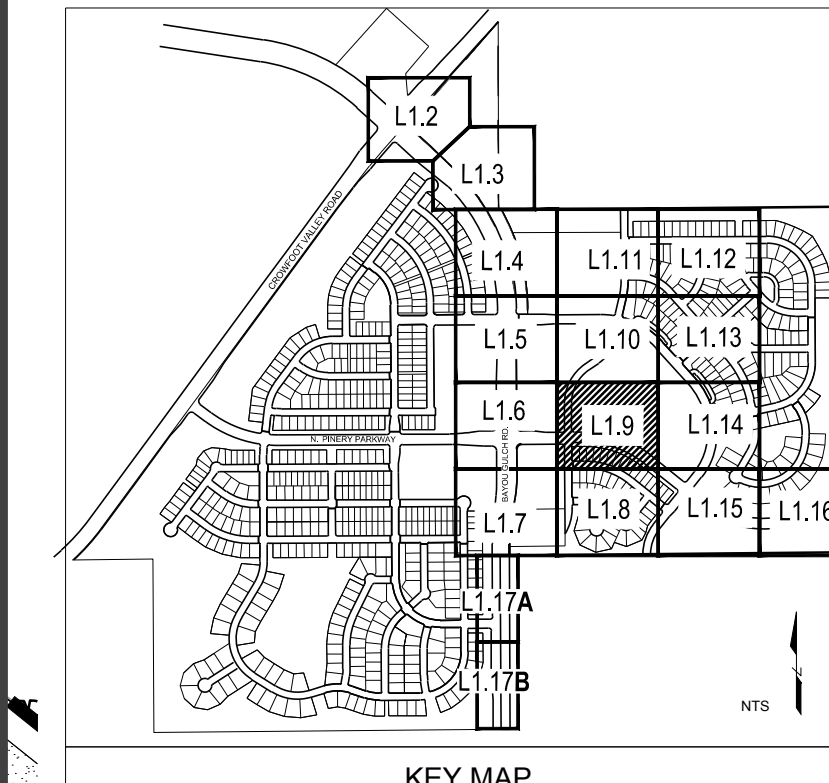 L1.2
L1.3
CROWFOOT VALLEY ROAD
L1.4
L1.11
L1.12
L1.5
L1.10
L1.13
L1.6
L1.9
L1.14
N. PINERY PARKWAY
BAYOU GULCH RD.
L1.7
L1.8
L1.15
L1.16
L1.17A
L1.17B
NTS
N
KEY MAP